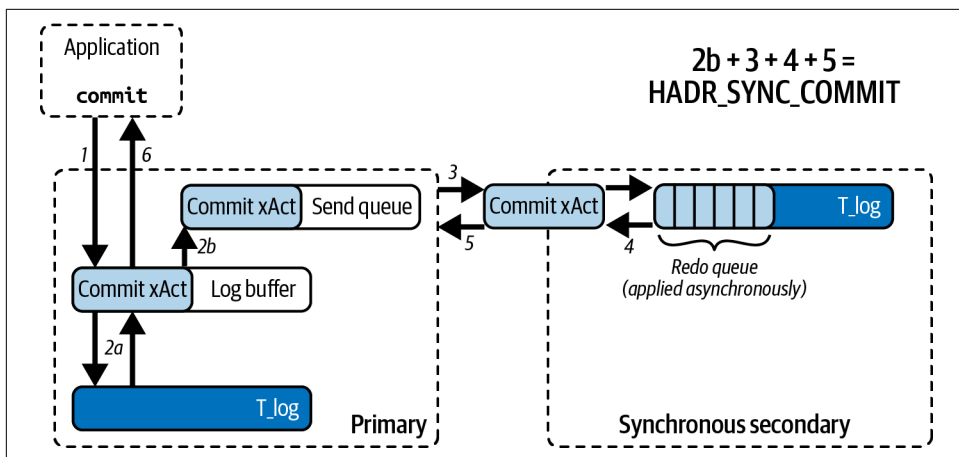 Application
commit
2b + 3 + 4 + 5 =
HADR_SYNC_COMMIT
1
6
3
Commit xAct
Send queue
Commit xAct
T_log
2b
5
4
Redo queue
(applied asynchronously)
Commit xAct
Log buffer
2a
T_log
Primary
Synchronous secondary